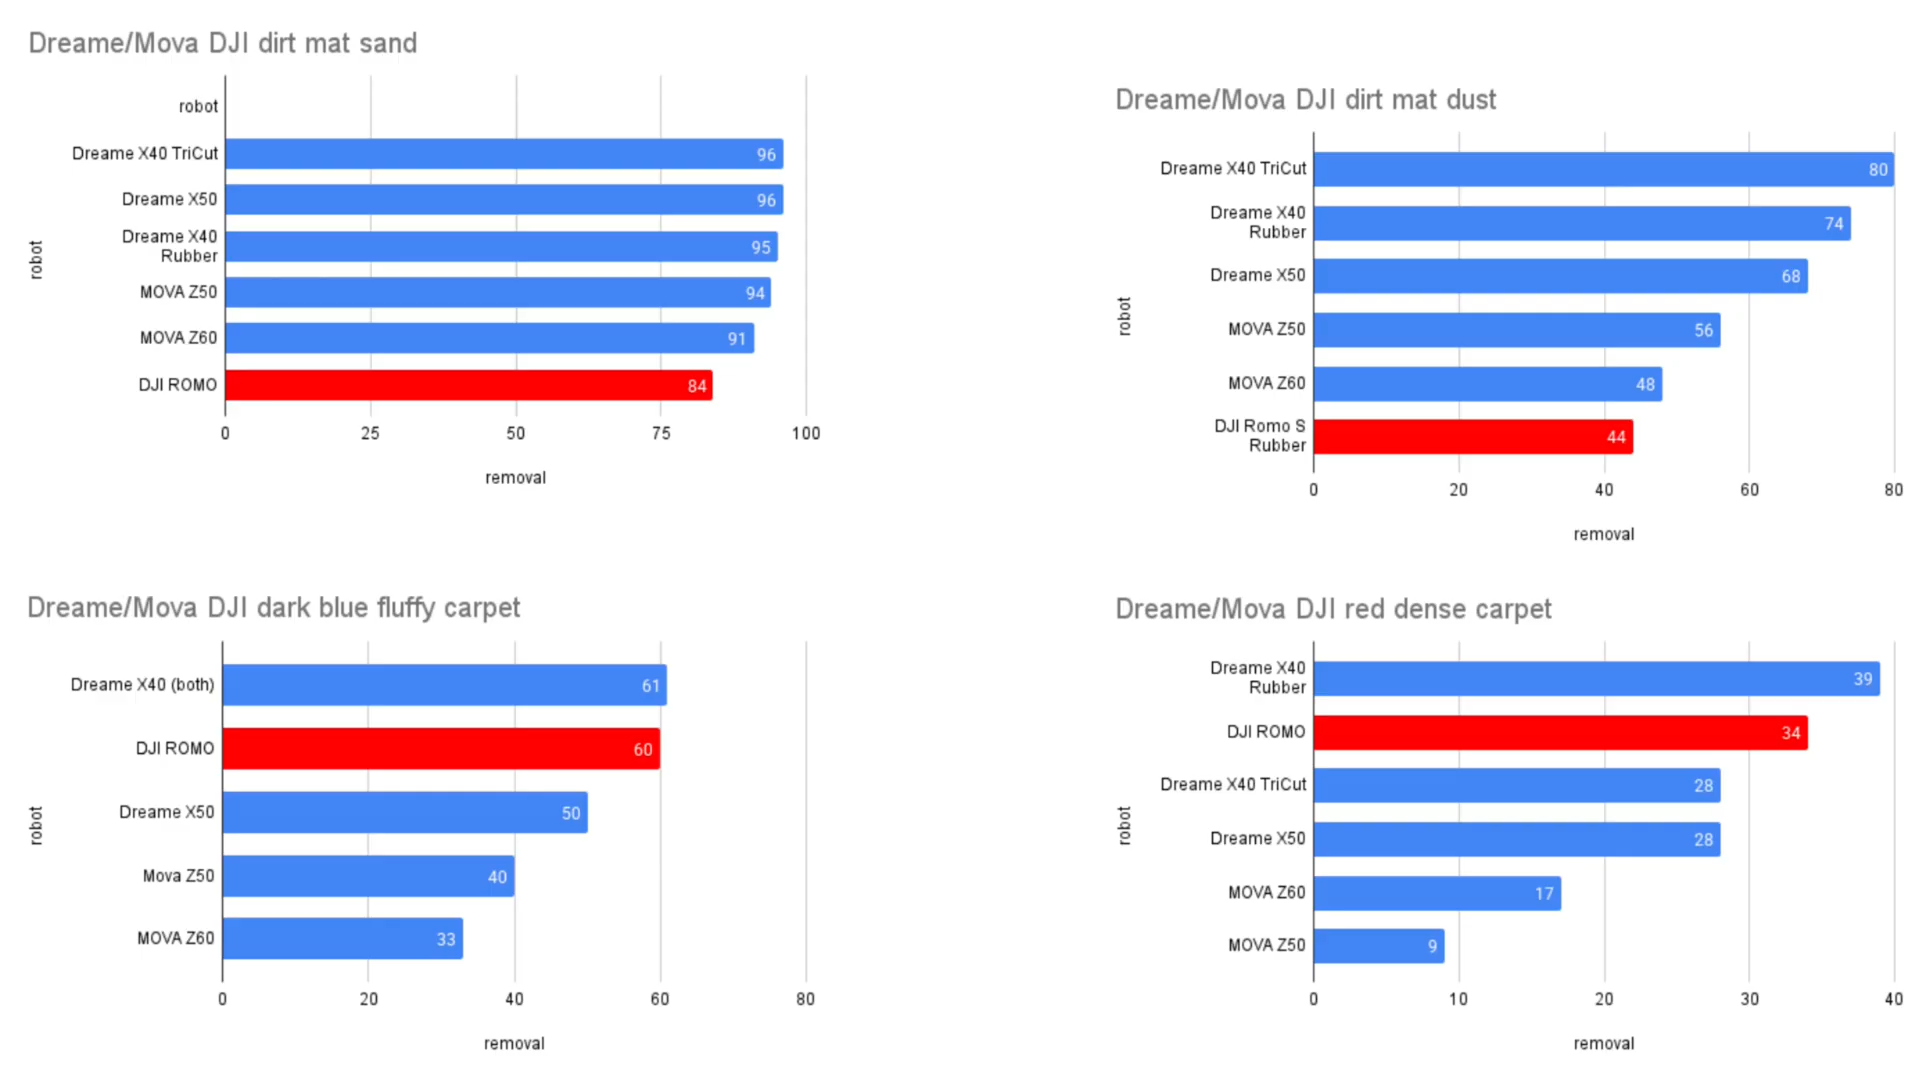 Dreame/Mova DJI dirt mat sand
robot
robot
Dreame X40 TriCut
96
Dreame X50
96
Dreame X40
Rubber
95
MOVA Z50
94
MOVA Z60
91
DJI ROMO
84
0 25 50 75 100
removal
Dreame/Mova DJI dirt mat dust
robot
Dreame X40 TriCut
80
Dreame X40
Rubber
74
Dreame X50
68
MOVA Z50
56
MOVA Z60
48
DJI Romo S
Rubber
44
0 20 40 60 80
removal
Dreame/Mova DJI dark blue fluffy carpet
robot
Dreame X40 (both)
61
DJI ROMO
60
Dreame X50
50
Mova Z50
40
MOVA Z60
33
0 20 40 60 80
removal
Dreame/Mova DJI red dense carpet
robot
Dreame X40
Rubber
39
DJI ROMO
34
Dreame X40 TriCut
28
Dreame X50
28
MOVA Z60
17
MOVA Z50
9
0 10 20 30 40
removal